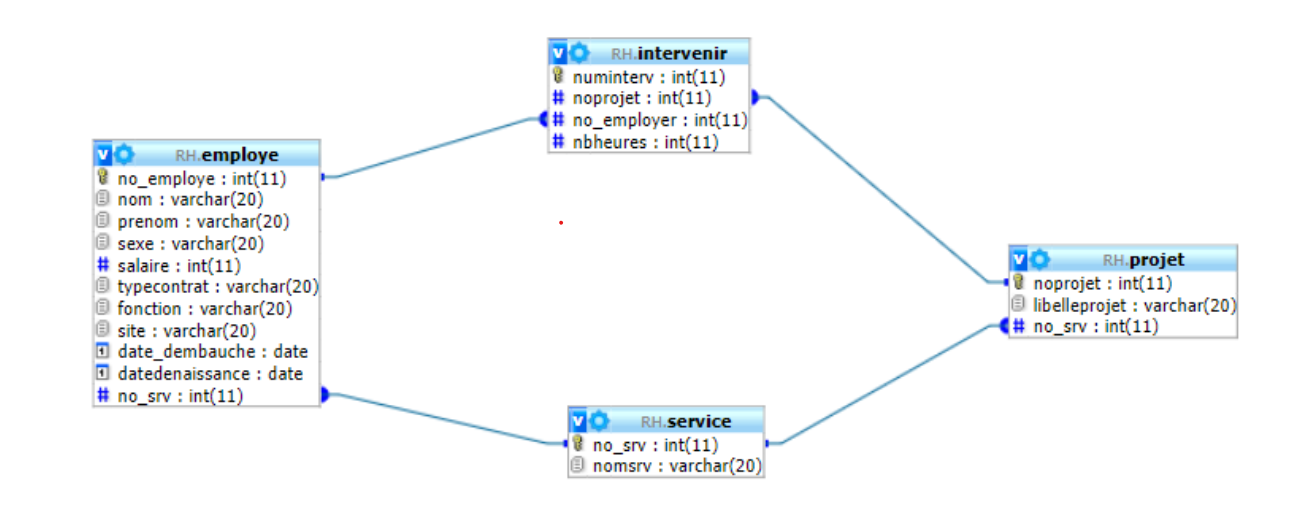 RH.intervenir
numinterv : int(11)
noprojet : int(11)
no_employer : int(11)
nbheures : int(11)
RH.employe
no_employe : int(11)
nom : varchar(20)
prenom : varchar(20)
sexe : varchar(20)
salaire : int(11)
typecontrat : varchar(20)
fonction : varchar(20)
site : varchar(20)
date_dembauche : date
datedenaissance : date
no_srv : int(11)
RH.projet
noprojet : int(11)
libelleprojet : varchar(20)
no_srv : int(11)
RH.service
no_srv : int(11)
nomsrv : varchar(20)